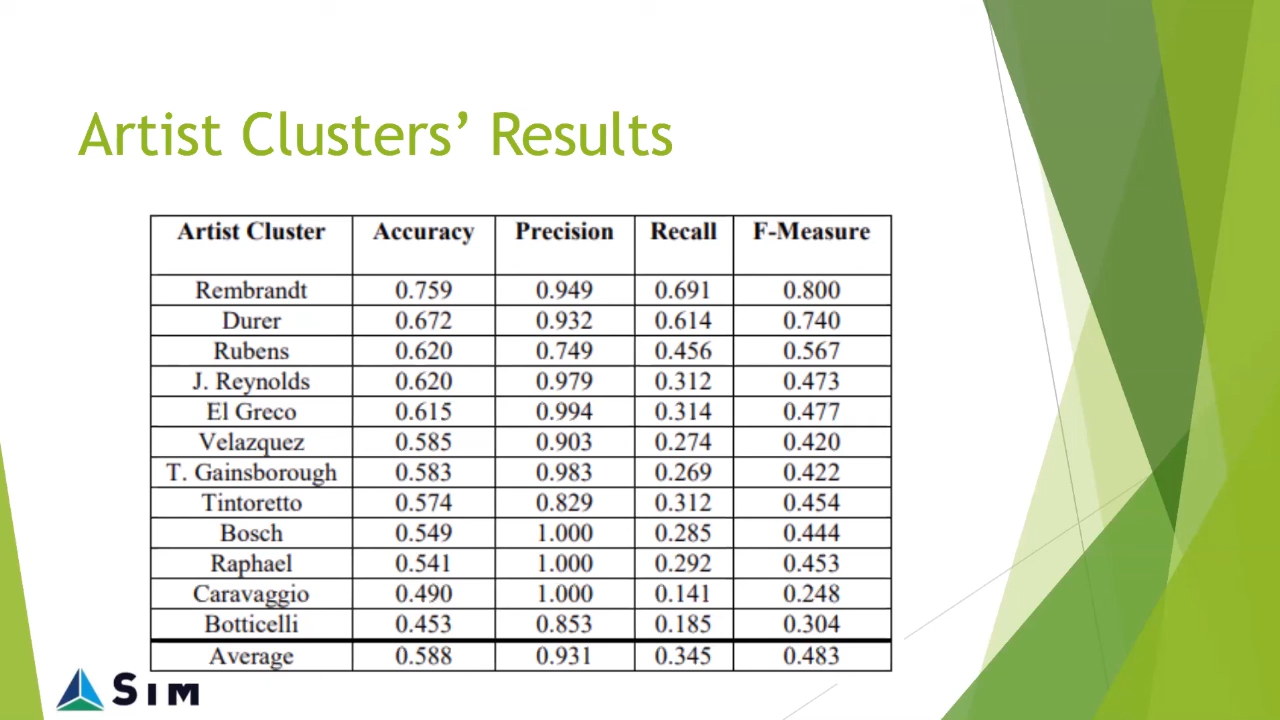 Artist Clusters’ Results
Artist Cluster Accuracy Precision Recall F-Measure
Rembrandt 0.759 0.949 0.691 0.800
Durer 0.672 0.932 0.614 0.740
Rubens 0.620 0.749 0.456 0.567
J. Reynolds 0.620 0.979 0.312 0.473
El Greco 0.615 0.994 0.314 0.477
Velazquez 0.585 0.903 0.274 0.420
T. Gainsborough 0.583 0.983 0.269 0.422
Tintoretto 0.574 0.829 0.312 0.454
Bosch 0.549 1.000 0.285 0.444
Raphael 0.541 1.000 0.292 0.453
Caravaggio 0.490 1.000 0.141 0.248
Botticelli 0.453 0.853 0.185 0.304
Average 0.588 0.931 0.345 0.483
SIM